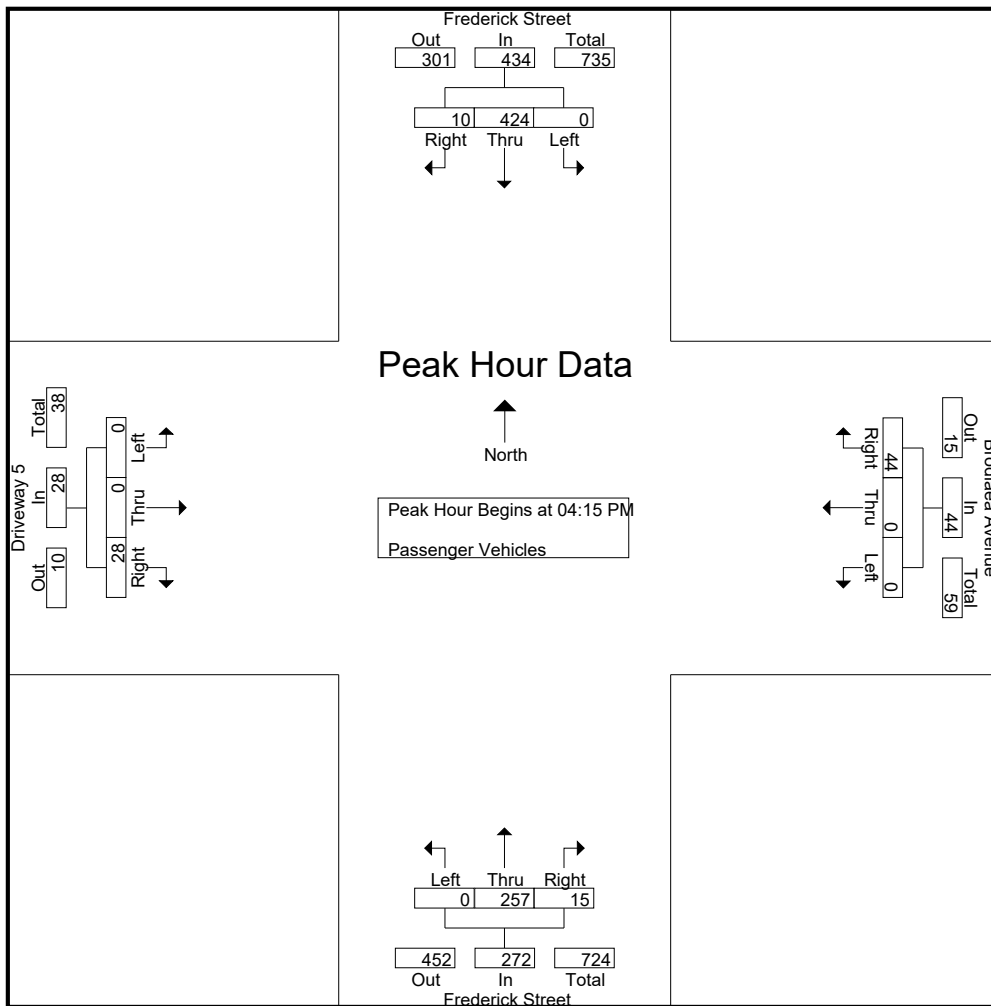 Frederick Street
Out In Total
301 434 735
10 424 0
Right Thru Left
Peak Hour Data
North
Peak Hour Begins at 04:15 PM
Passenger Vehicles
Driveway 5
Out In Total
10 28 38
28 0 0
Right Thru Left
Brodiaea Avenue
Out In Total
15 44 59
44 0 0
Right Thru Left
Left Thru Right
0 257 15
452 272 724
Out In Total
Frederick Street